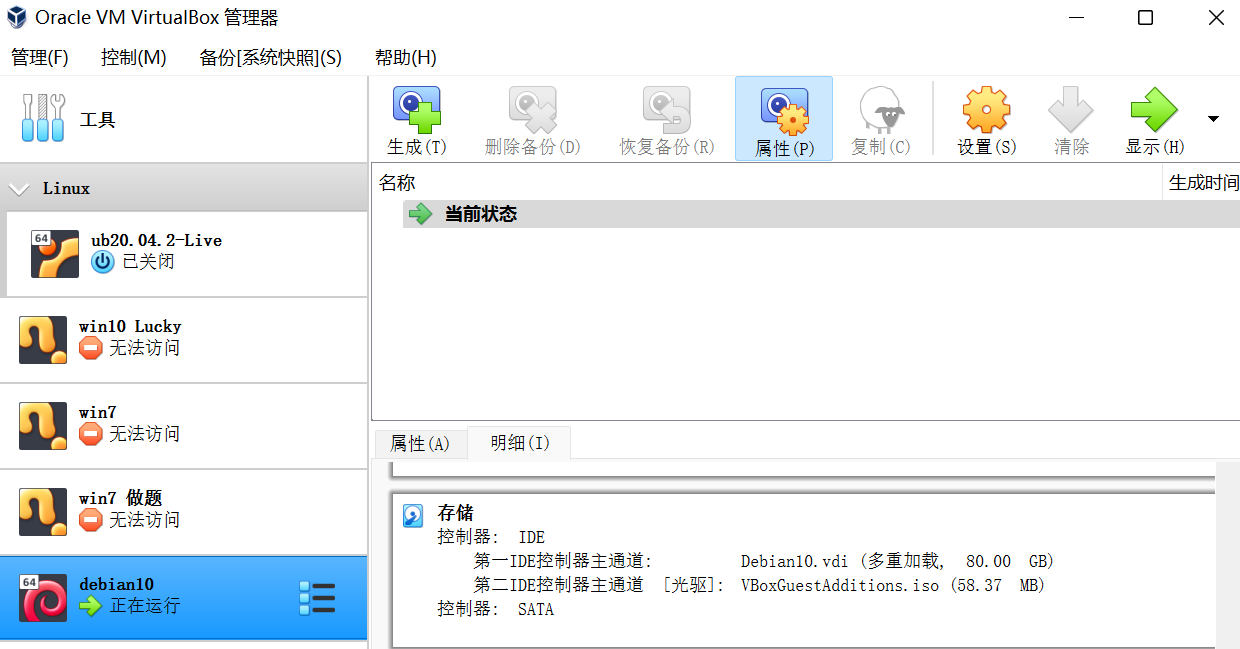 Oracle VM VirtualBox 管理器
管理(F) 控制(M) 备份[系统快照](S) 帮助(H)
工具
生成(T) 删除备份(D) 恢复备份(R) 属性(P) 复制(C) 设置(S) 清除 显示(H)
名称 生成时间
当前状态
Linux
64
ub20.04.2-Live
已关闭
win10 Lucky
无法访问
win7
无法访问
win7 做题
无法访问
64
debian10
正在运行
属性(A) 明细(I)
存储
控制器: IDE
第一IDE控制器主通道: Debian10.vdi (多重加载, 80.00 GB)
第二IDE控制器主通道 [光驱]: VBoxGuestAdditions.iso (58.37 MB)
控制器: SATA